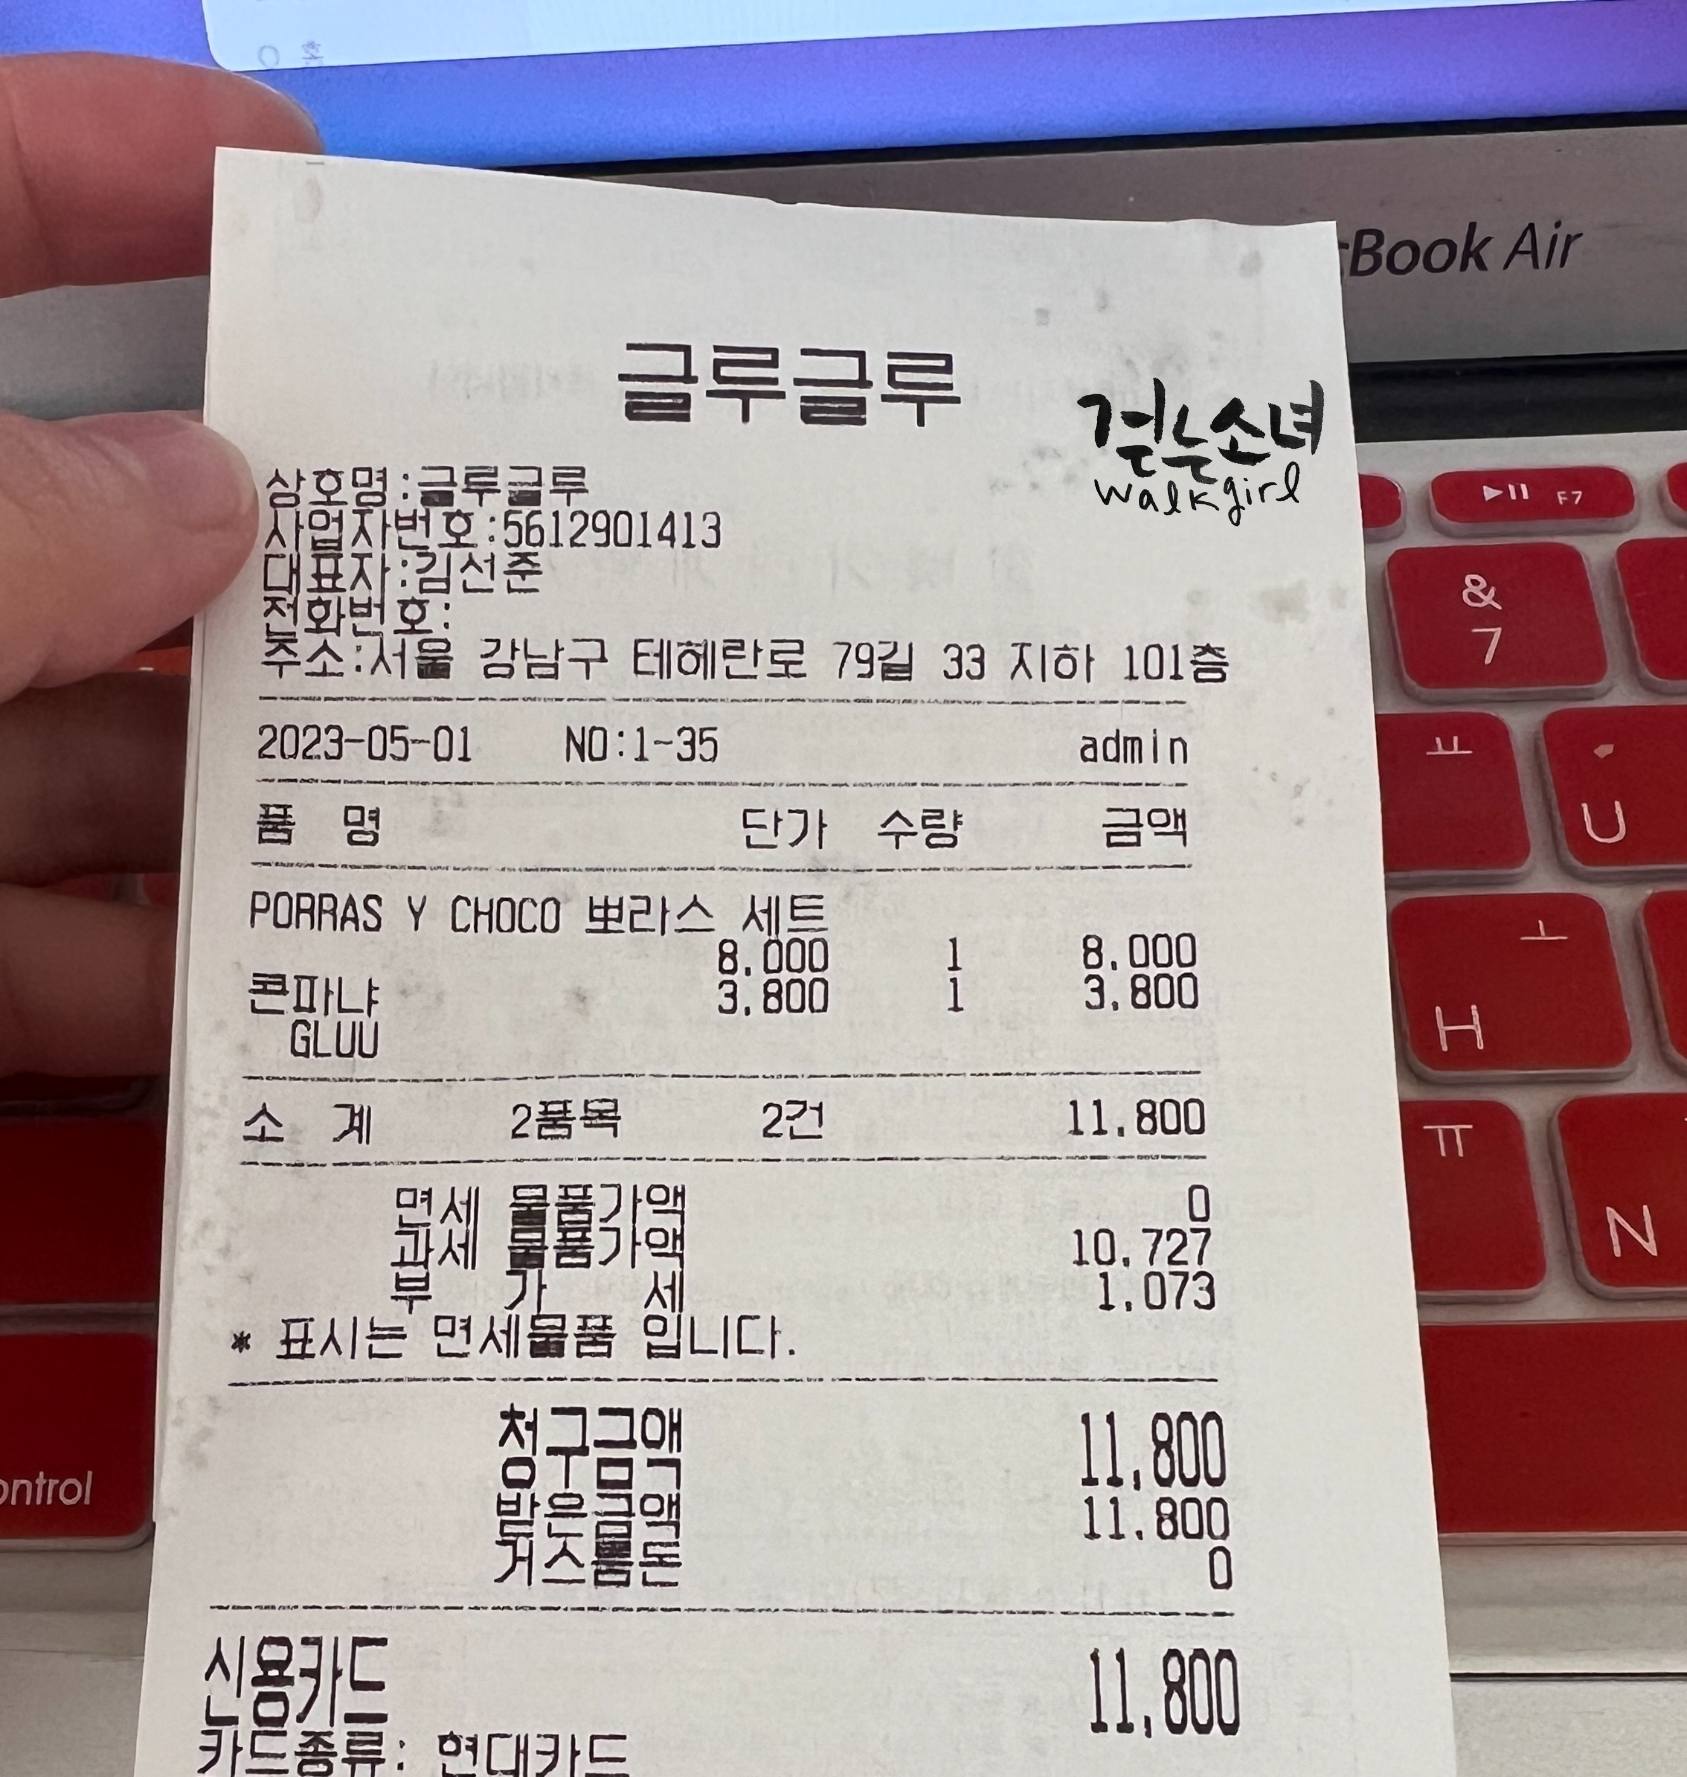 cBook Air
글루글루
걷는소녀
walkgirl
상호명:글루글루
사업자번호:5612901413
대표자:김선준
전화번호:
주소:서울 강남구 테헤란로 79길 33 지하 101층
2023-05-01 NO:1-35 admin
품 명 단가 수량 금액
PORRAS Y CHOCO 뽀라스 세트
8,000 1 8,000
콘파냐 3,800 1 3,800
GLUU
소 계 2품목 2건 11,800
면세 물품가액 0
과세 물품가액 10,727
부 가 세 1,073
* 표시는 면세물품 입니다.
청구금액 11,800
받은금액 11,800
거스름돈 0
신용카드 11,800
카드종류: 현대카드
F7
&
7
ㅛ
U
ㅗ
H
ㅠ
N
ontrol